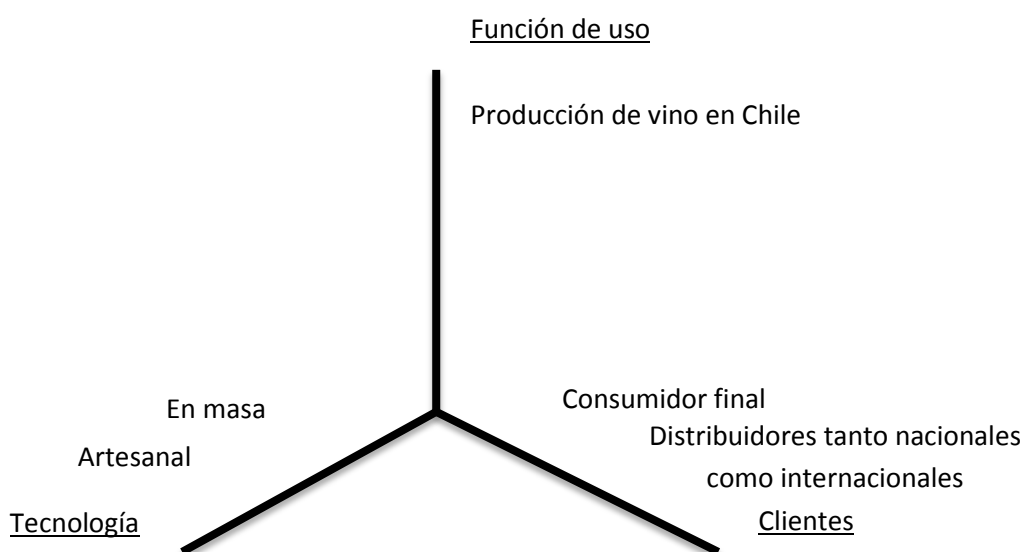 Función de uso
Producción de vino en Chile
En masa
Artesanal
Tecnología
Consumidor final
Distribuidores tanto nacionales
como internacionales
Clientes